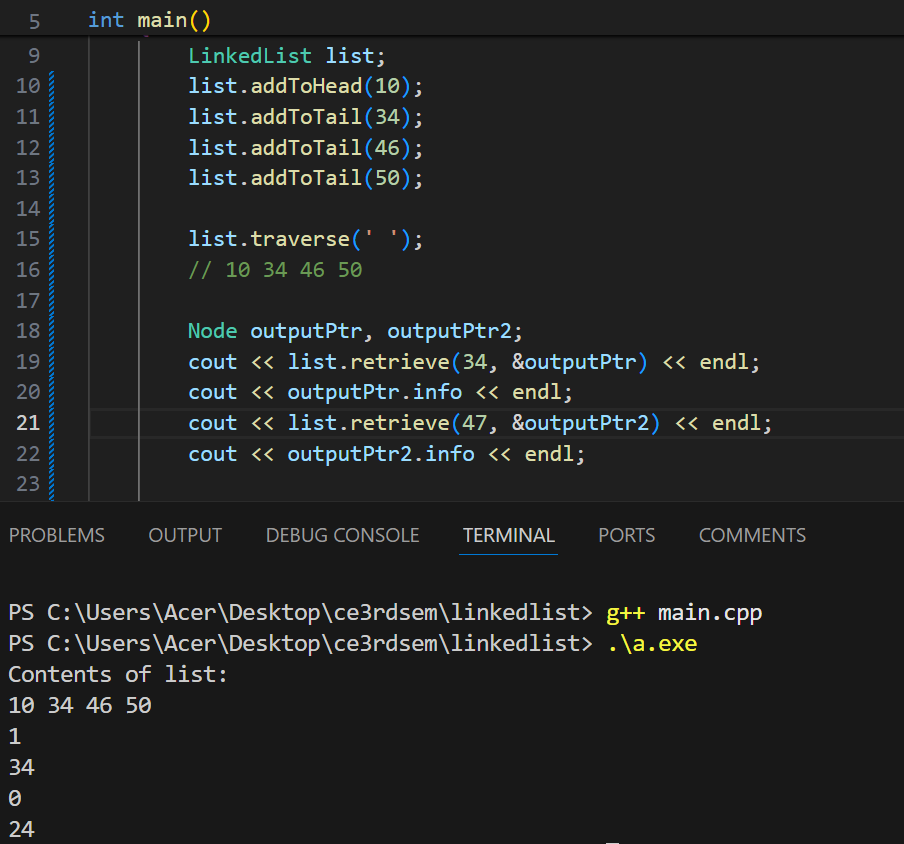 5 int main()
9 LinkedList list;
10 list.addToHead(10);
11 list.addToTail(34);
12 list.addToTail(46);
13 list.addToTail(50);
14
15 list.traverse(' ');
16 // 10 34 46 50
17
18 Node outputPtr, outputPtr2;
19 cout << list.retrieve(34, &outputPtr) << endl;
20 cout << outputPtr.info << endl;
21 cout << list.retrieve(47, &outputPtr2) << endl;
22 cout << outputPtr2.info << endl;
23
PROBLEMS OUTPUT DEBUG CONSOLE TERMINAL PORTS COMMENTS
PS C:\Users\Acer\Desktop\ce3rdsem\linkedlist> g++ main.cpp
PS C:\Users\Acer\Desktop\ce3rdsem\linkedlist> .\a.exe
Contents of list:
10 34 46 50
1
34
0
24